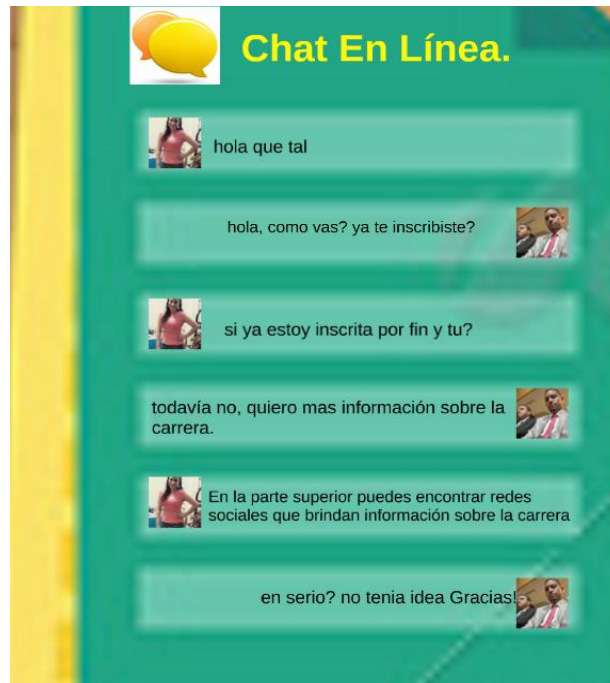 Chat En Línea.
hola que tal
hola, como vas? ya te inscribiste?
si ya estoy inscrita por fin y tu?
todavía no, quiero mas información sobre la
carrera.
En la parte superior puedes encontrar redes
sociales que brindan información sobre la carrera
en serio? no tenia idea Gracias!